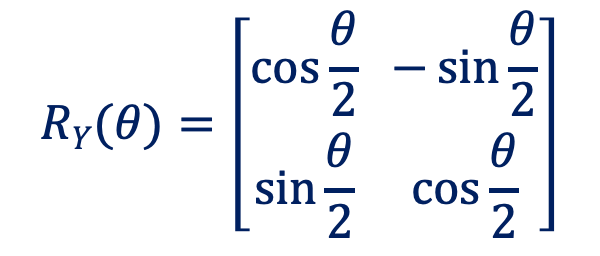 R_Y(θ) = [ cos θ/2  − sin θ/2
sin θ/2  cos θ/2 ]